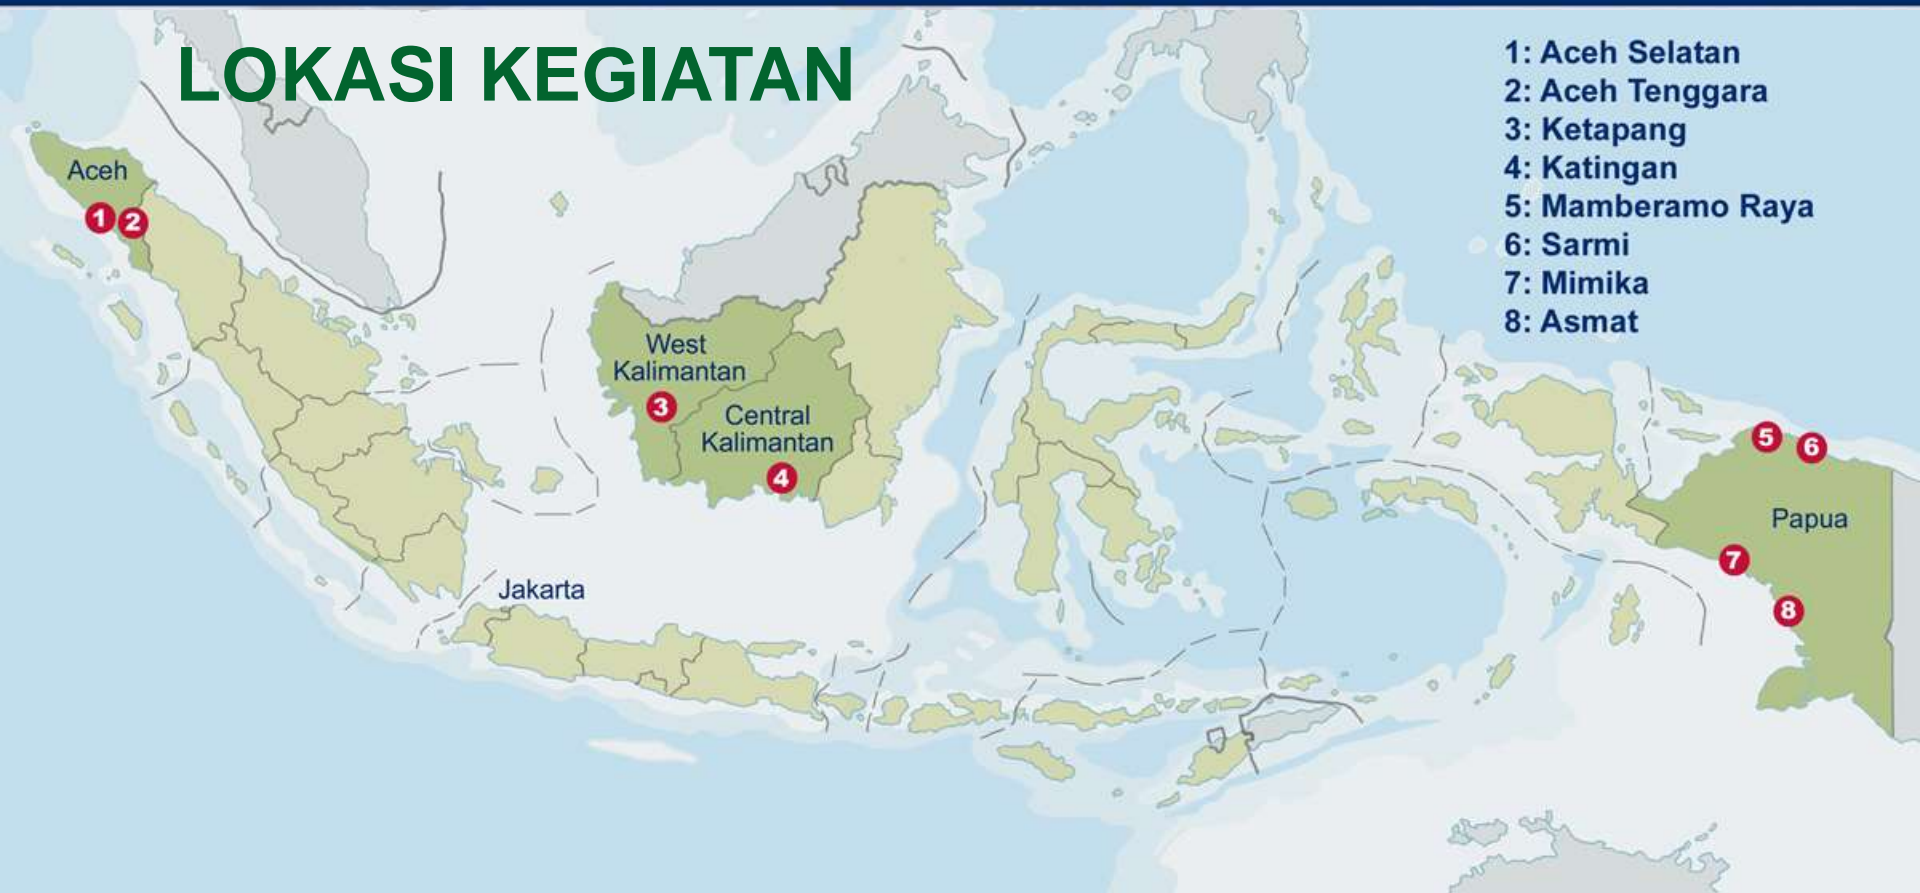 LOKASI KEGIATAN
1: Aceh Selatan
2: Aceh Tenggara
3: Ketapang
4: Katingan
5: Mamberamo Raya
6: Sarmi
7: Mimika
8: Asmat
Aceh
1 2
West
Kalimantan
3
Central
Kalimantan
4
5 6
Papua
7
8
Jakarta